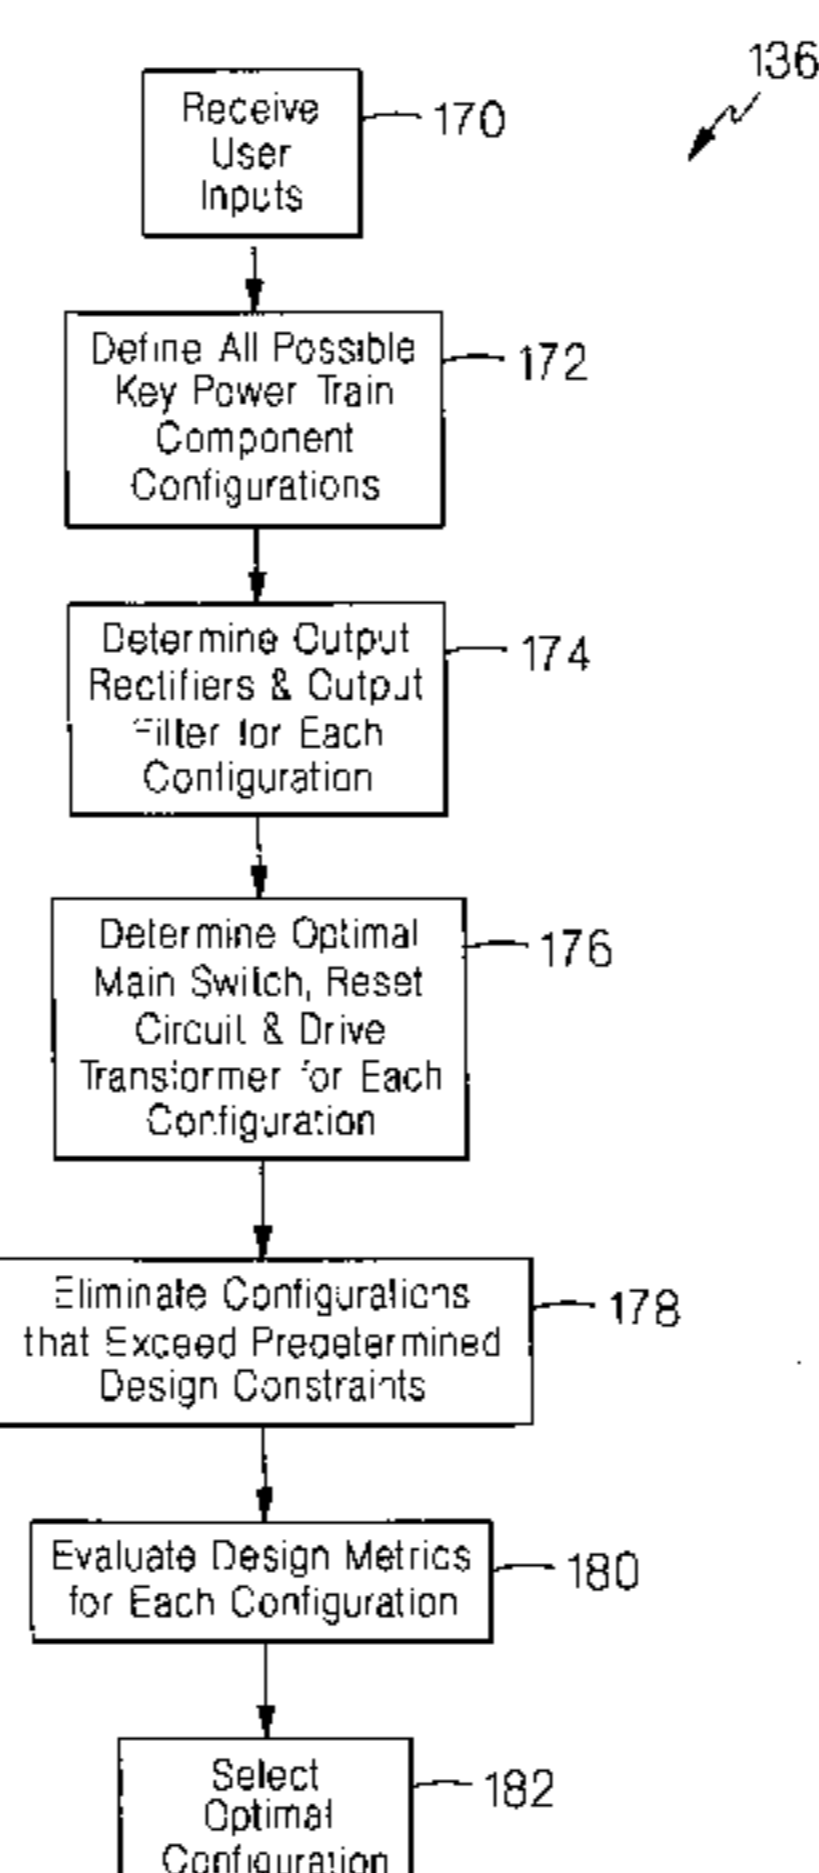 136
Receive
User
Inputs
170
Define All Possible
Key Power Train
Component
Configurations
172
Determine Output
Rectifiers & Output
Filter for Each
Configuration
174
Determine Optimal
Main Switch, Reset
Circuit & Drive
Transformer for Each
Configuration
176
Eliminate Configurations
that Exceed Predetermined
Design Constraints
178
Evaluate Design Metrics
for Each Configuration
180
Select
Optimal
Configuration
182